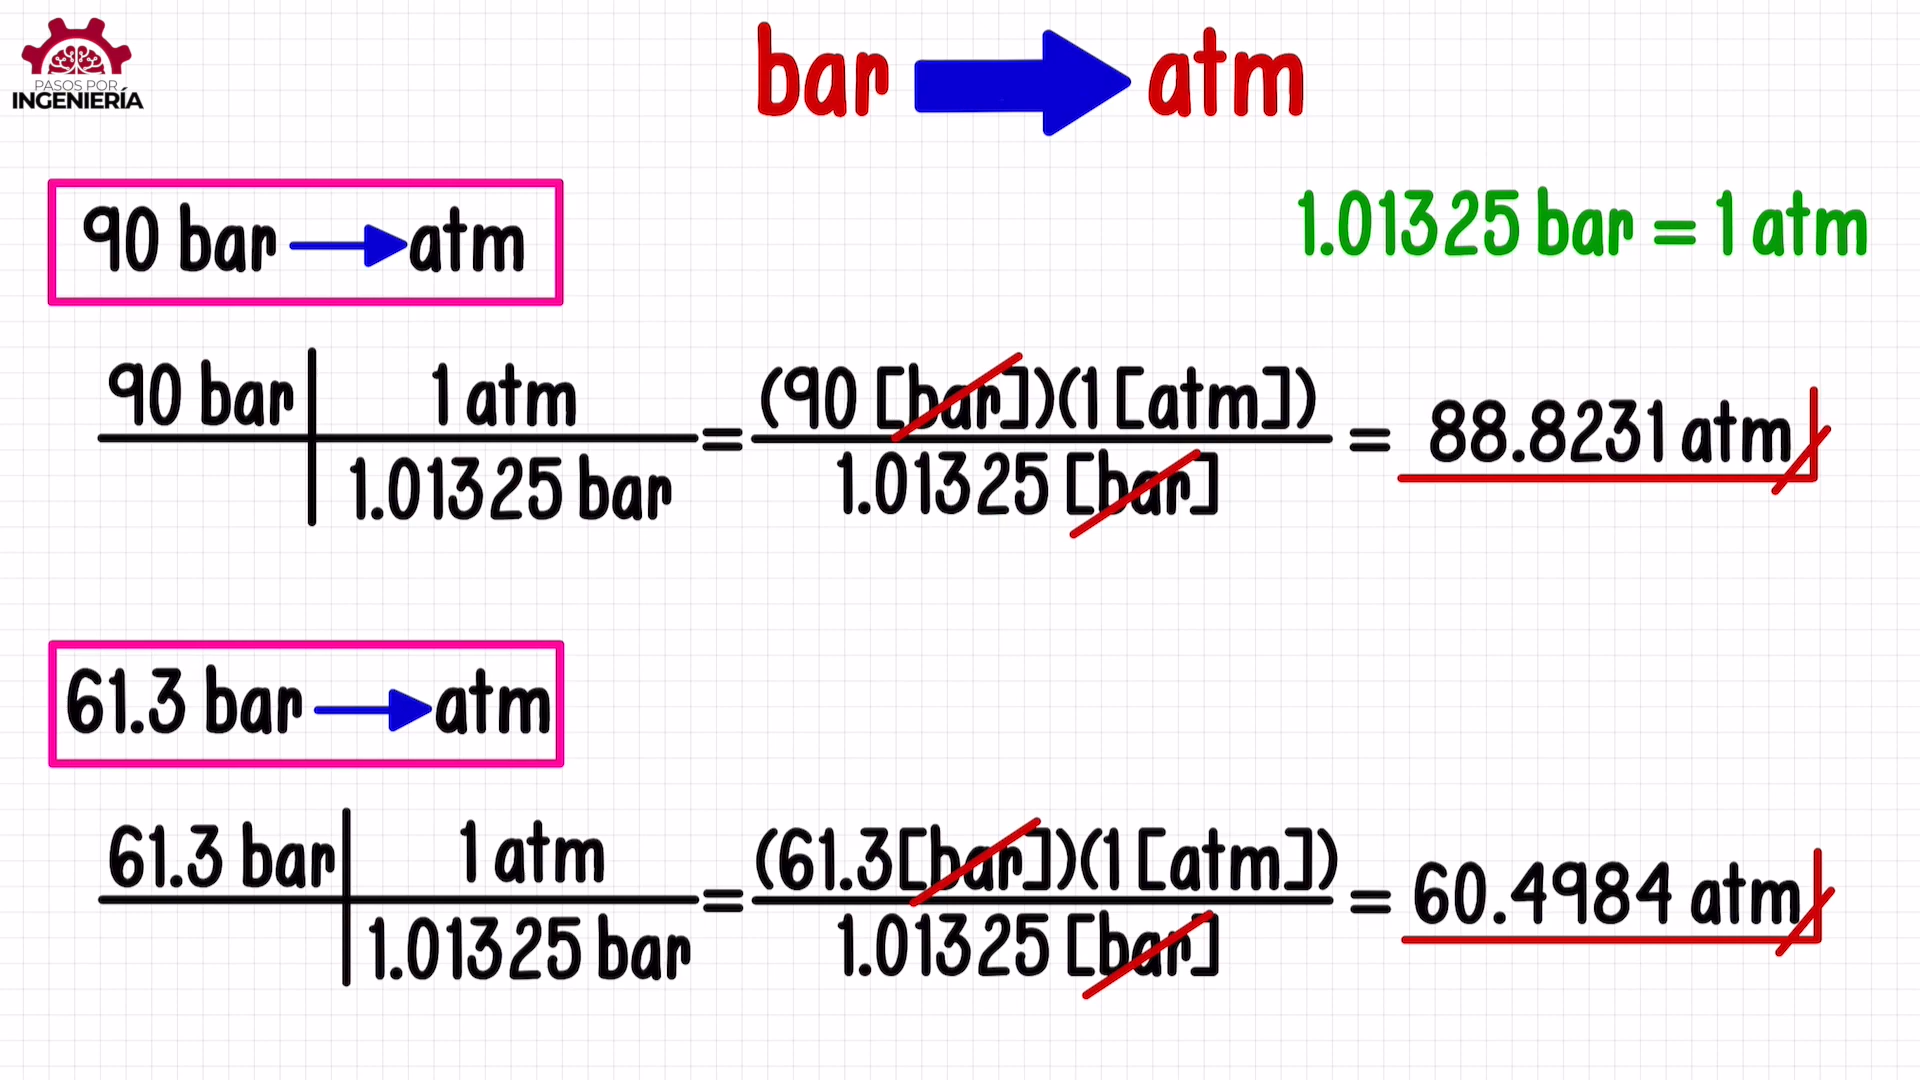 PASOS POR
INGENIERÍA
bar atm
90 bar atm
1.01325 bar = 1 atm
90 bar 1 atm = (90 [bar])(1 [atm]) = 88.8231 atm
1.01325 bar 1.01325 [bar]
61.3 bar atm
61.3 bar 1 atm = (61.3[bar])(1 [atm]) = 60.4984 atm
1.01325 bar 1.01325 [bar]